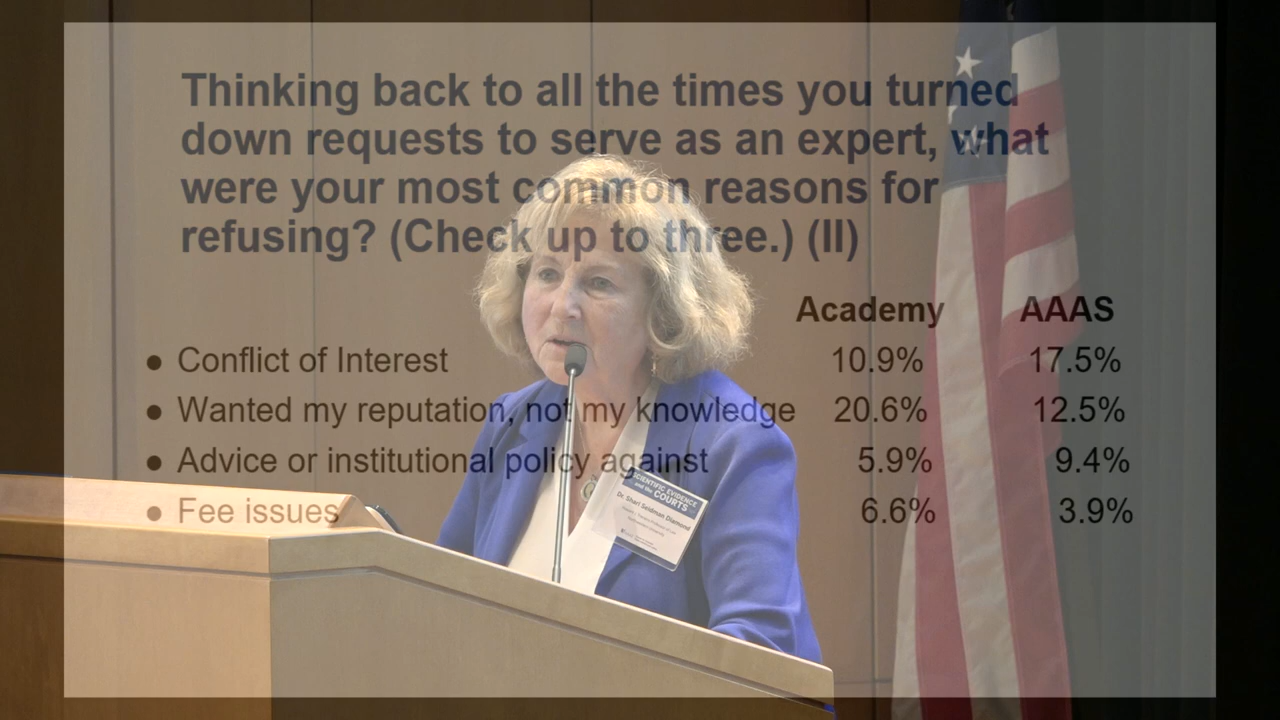 Thinking back to all the times you turned
down requests to serve as an expert, what
were your most common reasons for
refusing? (Check up to three.) (II)
Academy AAAS
● Conflict of Interest 10.9% 17.5%
● Wanted my reputation, not my knowledge 20.6% 12.5%
● Advice or institutional policy against 5.9% 9.4%
● Fee issues 6.6% 3.9%
SCIENTIFIC EVIDENCE
and the COURTS
Dr. Shari Seidman Diamond